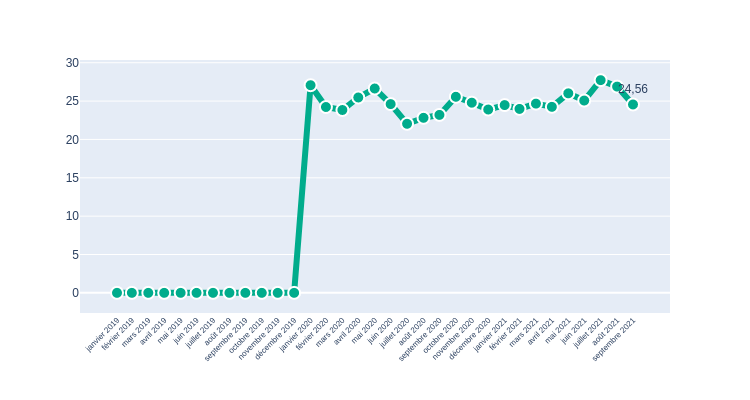 30
25
20
15
10
5
0
24,56
janvier 2019
février 2019
mars 2019
avril 2019
mai 2019
juin 2019
juillet 2019
août 2019
septembre 2019
octobre 2019
novembre 2019
décembre 2019
janvier 2020
février 2020
mars 2020
avril 2020
mai 2020
juin 2020
juillet 2020
août 2020
septembre 2020
octobre 2020
novembre 2020
décembre 2020
janvier 2021
février 2021
mars 2021
avril 2021
mai 2021
juin 2021
juillet 2021
août 2021
septembre 2021